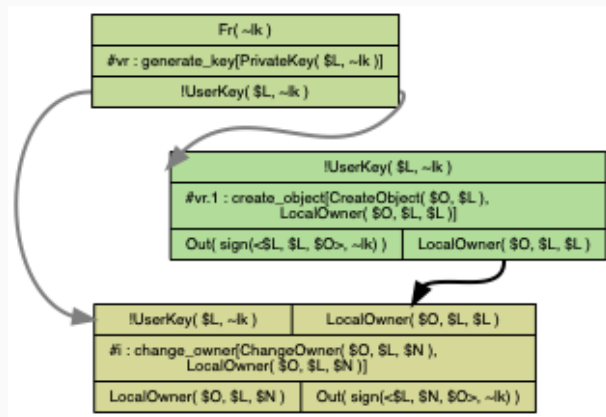 Fr( ~lk )
#vr : generate_key[PrivateKey( $L, ~lk )]
!UserKey( $L, ~lk )
!UserKey( $L, ~lk )
#vr.1 : create_object[CreateObject( $O, $L ),
LocalOwner( $O, $L, $L )]
Out( sign(<$L, $L, $O>, ~lk) ) LocalOwner( $O, $L, $L )
!UserKey( $L, ~lk ) LocalOwner( $O, $L, $L )
#i : change_owner[ChangeOwner( $O, $L, $N ),
LocalOwner( $O, $L, $N )]
LocalOwner( $O, $L, $N ) Out( sign(<$L, $N, $O>, ~lk) )